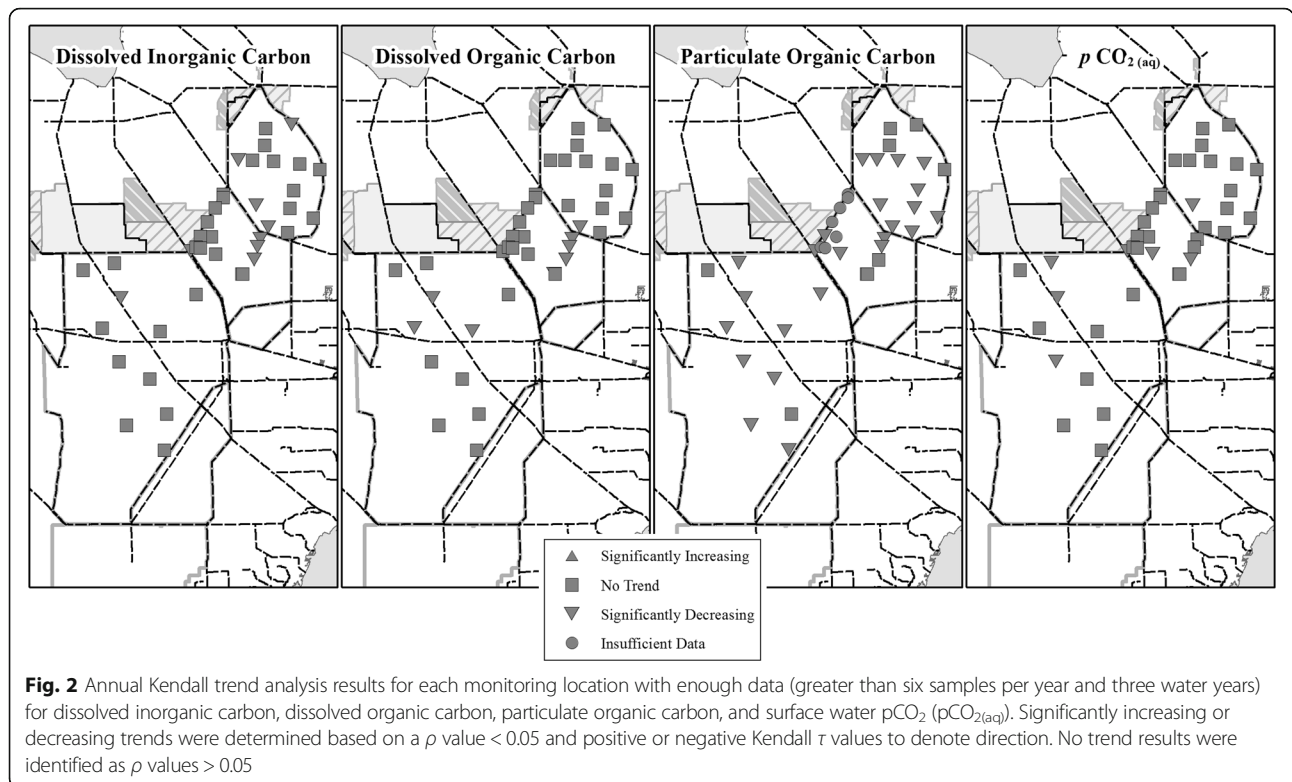 Dissolved Inorganic Carbon
Dissolved Organic Carbon
Particulate Organic Carbon
p CO2 (aq)
Significantly Increasing
No Trend
Significantly Decreasing
Insufficient Data
Fig. 2 Annual Kendall trend analysis results for each monitoring location with enough data (greater than six samples per year and three water years)
for dissolved inorganic carbon, dissolved organic carbon, particulate organic carbon, and surface water pCO2 (pCO2(aq)). Significantly increasing or
decreasing trends were determined based on a ρ value < 0.05 and positive or negative Kendall τ values to denote direction. No trend results were
identified as ρ values > 0.05